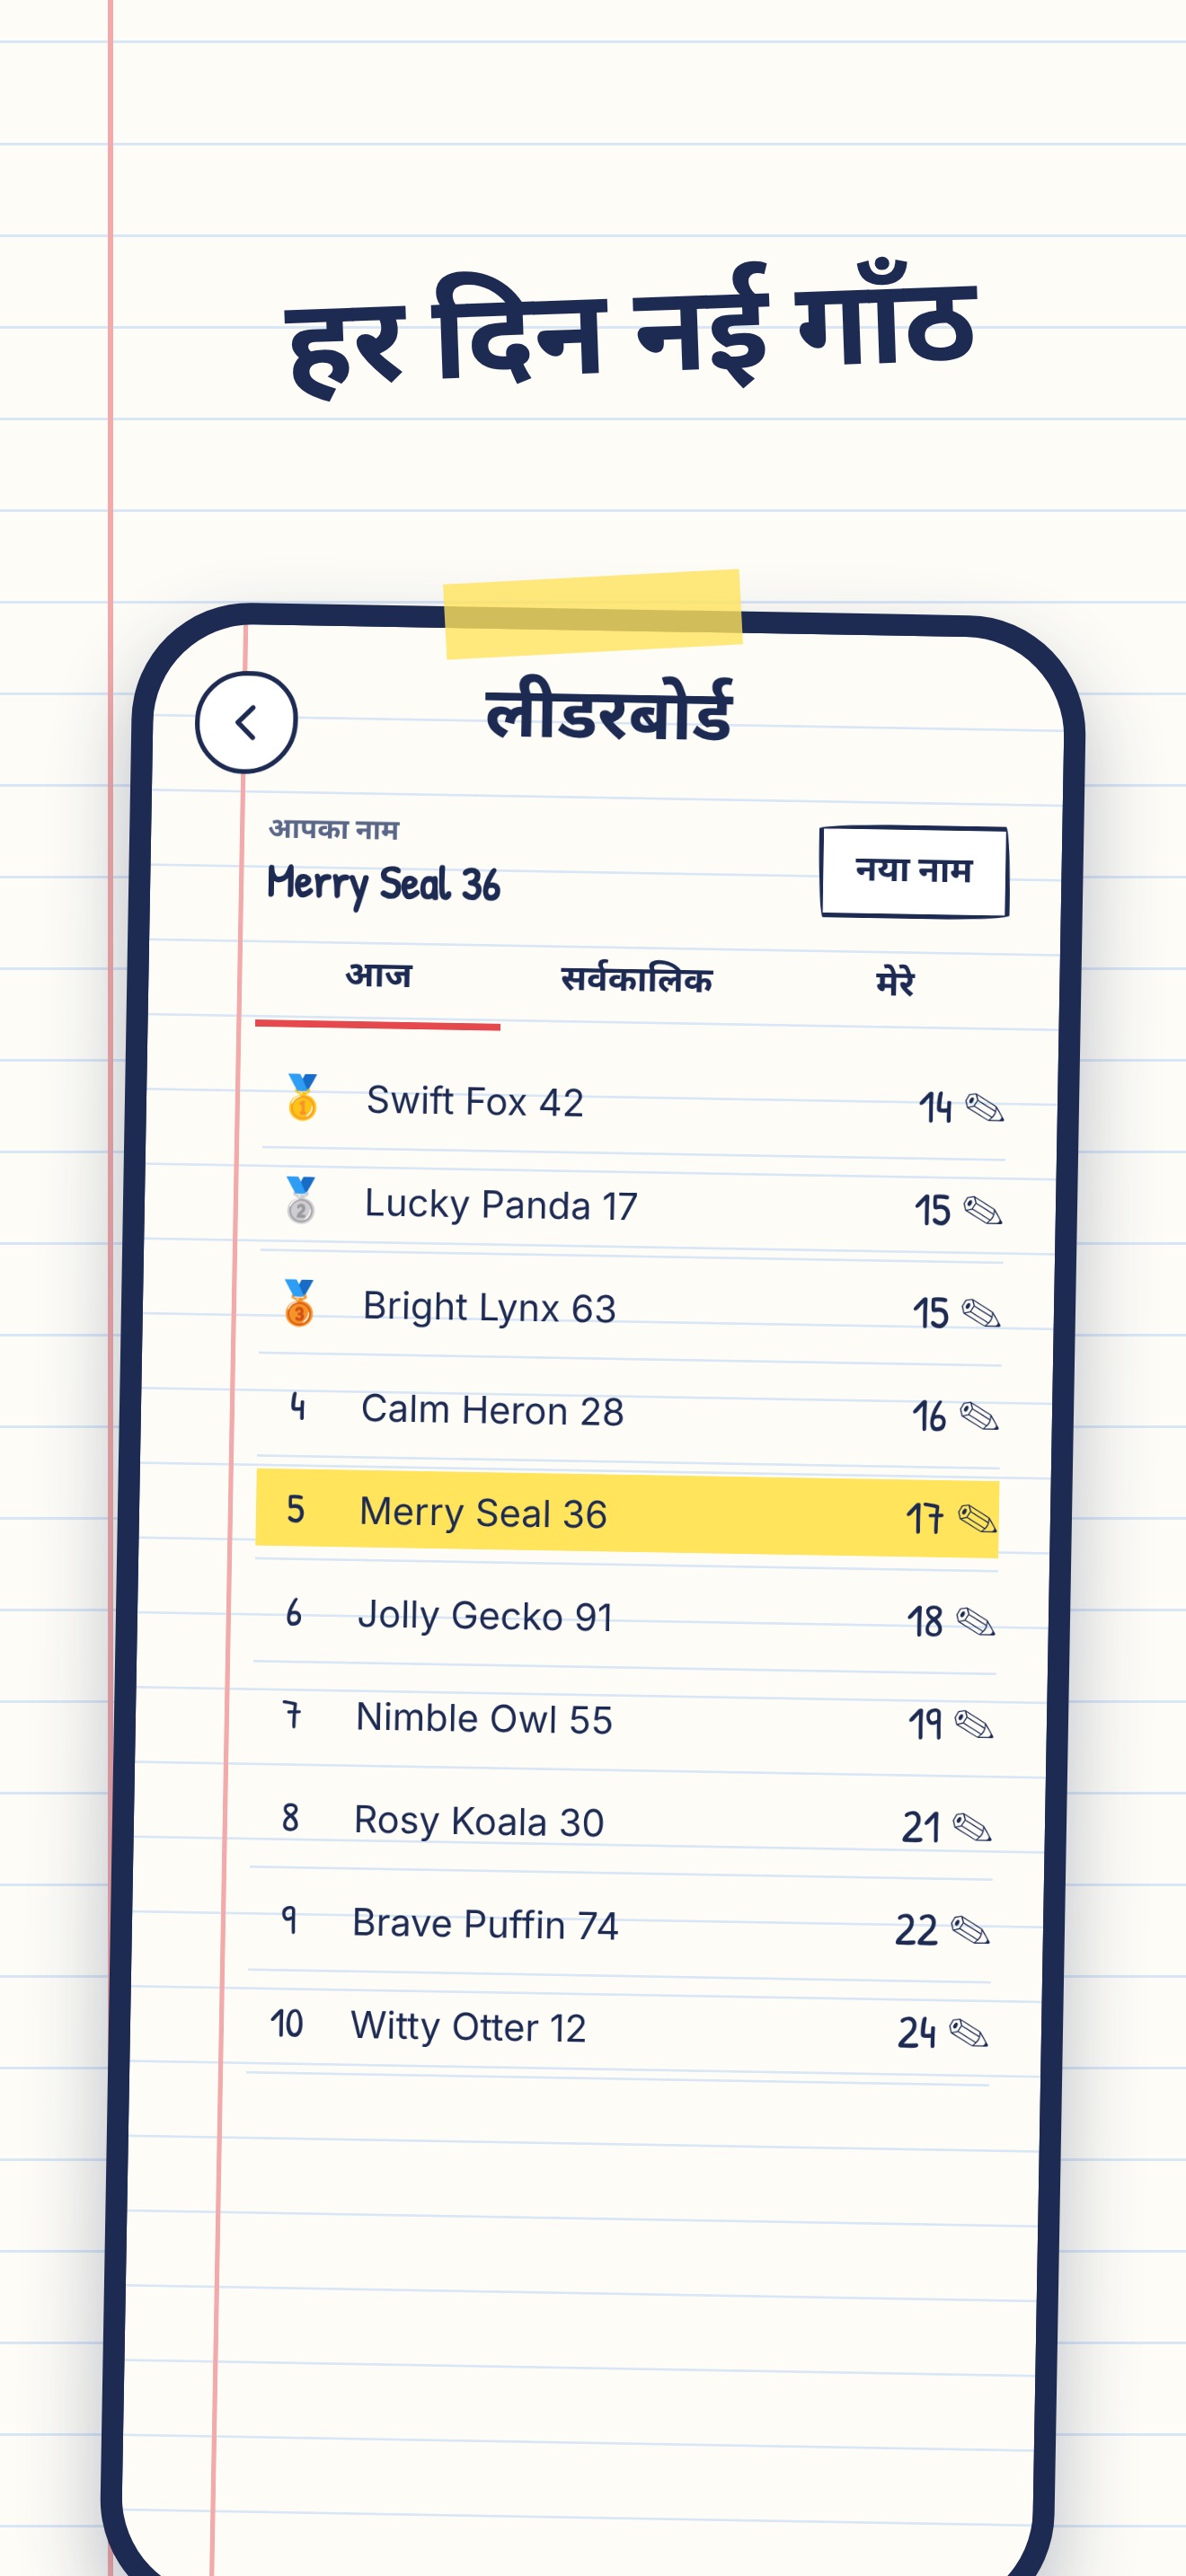 हर दिन नई गाँठ
लीडरबोर्ड
आपका नाम
Merry Seal 36
नया नाम
आज सर्वकालिक मेरे
1 Swift Fox 42 14
2 Lucky Panda 17 15
3 Bright Lynx 63 15
4 Calm Heron 28 16
5 Merry Seal 36 17
6 Jolly Gecko 91 18
7 Nimble Owl 55 19
8 Rosy Koala 30 21
9 Brave Puffin 74 22
10 Witty Otter 12 24